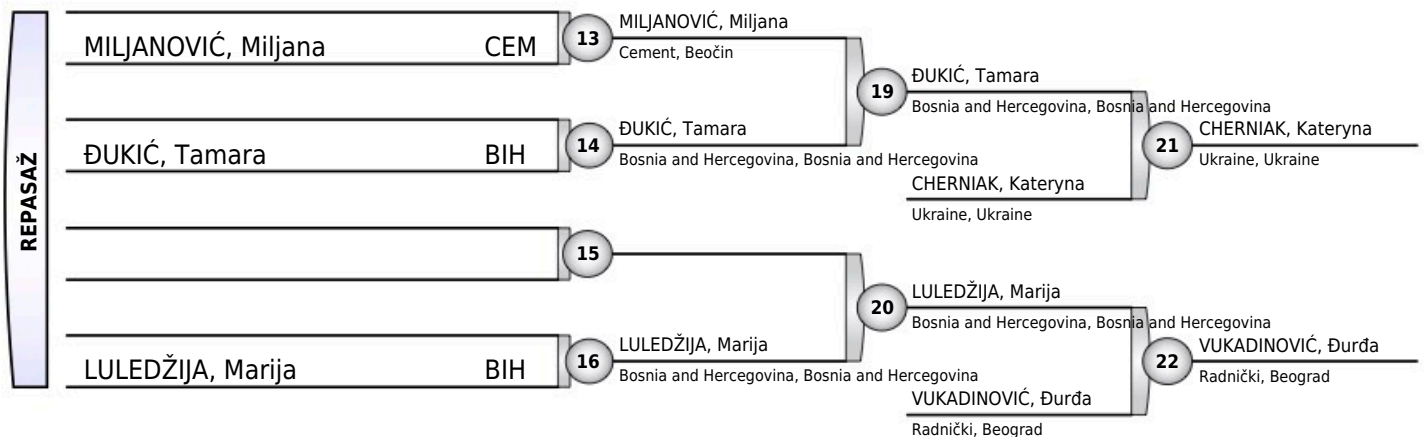 REPASAŽ
MILJANOVIĆ, Miljana CEM
13
MILJANOVIĆ, Miljana
Cement, Beočin
ĐUKIĆ, Tamara BIH
14
ĐUKIĆ, Tamara
Bosnia and Hercegovina, Bosnia and Hercegovina
19
ĐUKIĆ, Tamara
Bosnia and Hercegovina, Bosnia and Hercegovina
CHERNIAK, Kateryna
Ukraine, Ukraine
21
CHERNIAK, Kateryna
Ukraine, Ukraine
15
LULEDŽIJA, Marija BIH
16
LULEDŽIJA, Marija
Bosnia and Hercegovina, Bosnia and Hercegovina
20
LULEDŽIJA, Marija
Bosnia and Hercegovina, Bosnia and Hercegovina
VUKADINOVIĆ, Đurđa
Radnički, Beograd
22
VUKADINOVIĆ, Đurđa
Radnički, Beograd